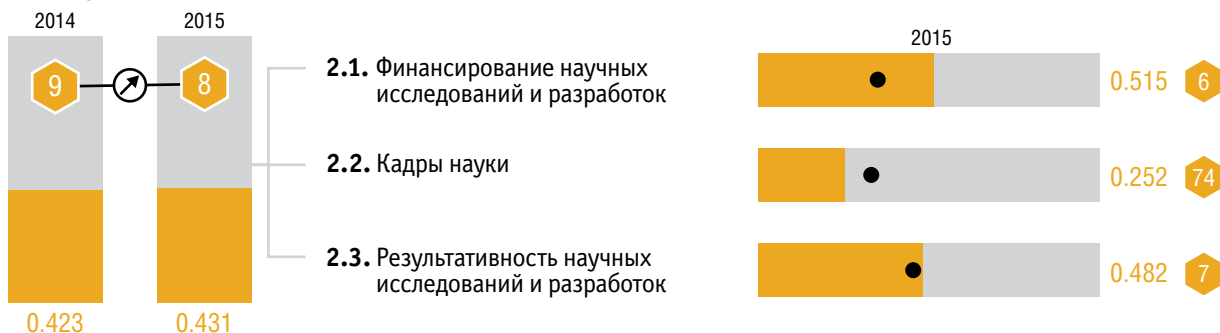 2014
2015
9
8
0.423
0.431
2.1. Финансирование научных
исследований и разработок
2.2. Кадры науки
2.3. Результативность научных
исследований и разработок
2015
0.515 6
0.252 74
0.482 7